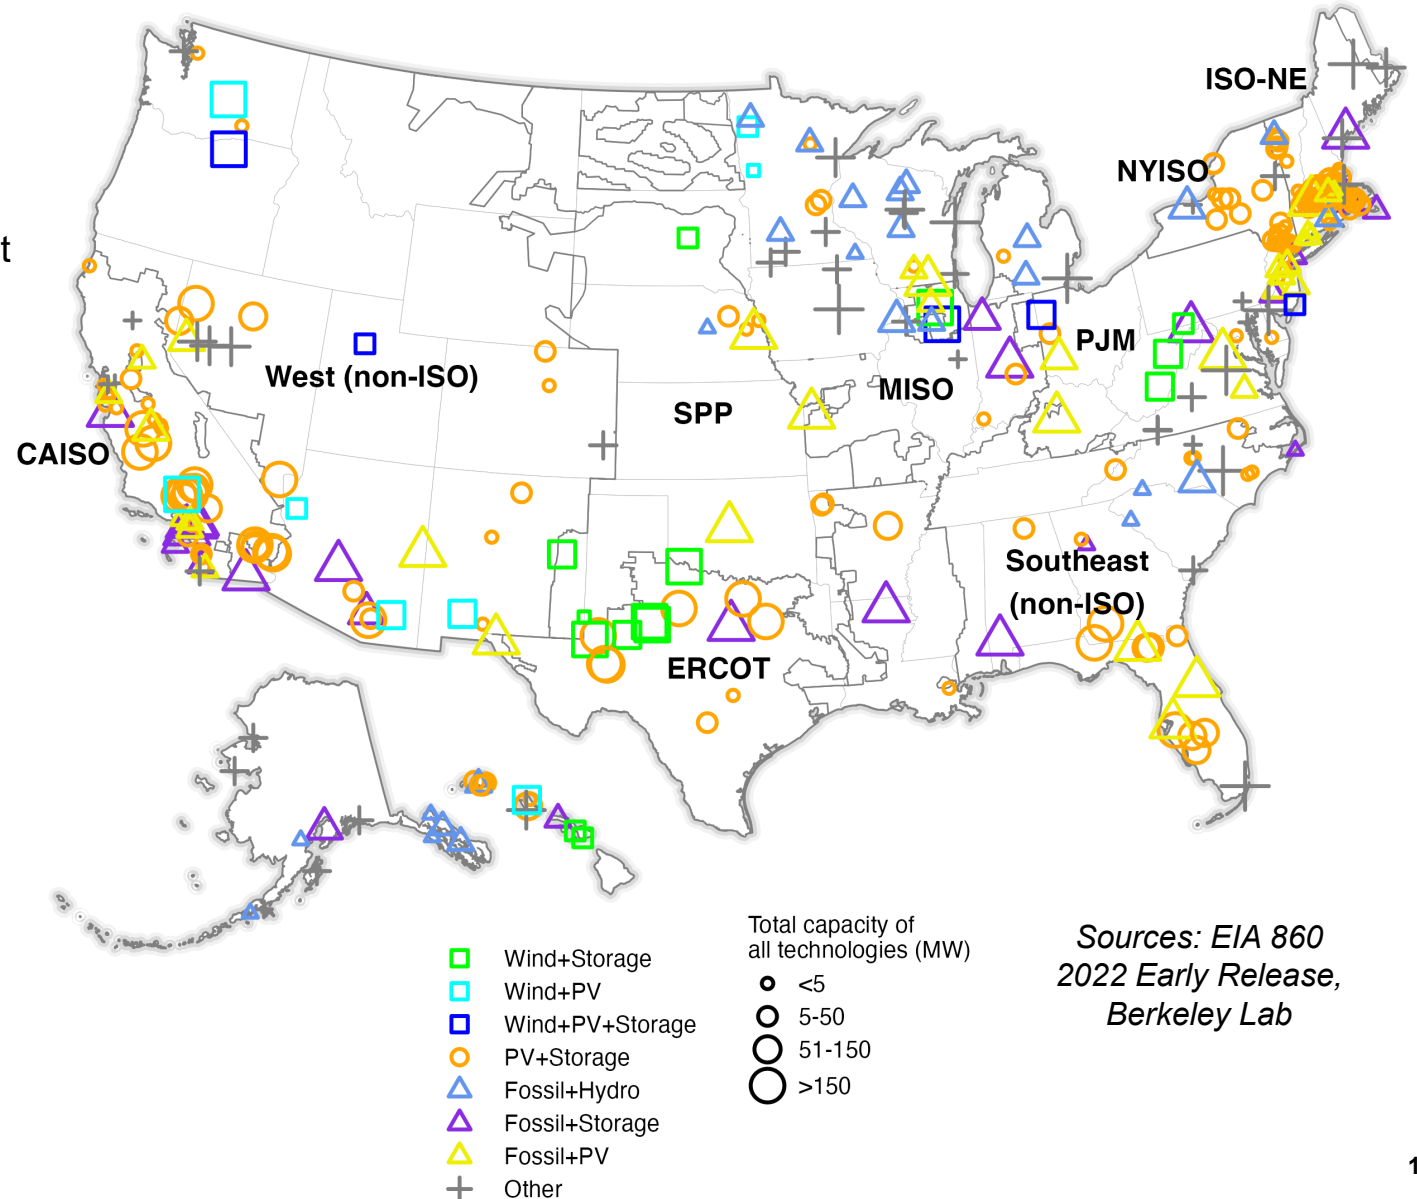 ISO-NE
NYISO
t
PJM
West (non-ISO)
MISO
SPP
CAISO
Southeast
(non-ISO)
ERCOT
Total capacity of
all technologies (MW)
<5
5-50
51-150
>150
Wind+Storage
Wind+PV
Wind+PV+Storage
PV+Storage
Fossil+Hydro
Fossil+Storage
Fossil+PV
Other
Sources: EIA 860
2022 Early Release,
Berkeley Lab
1